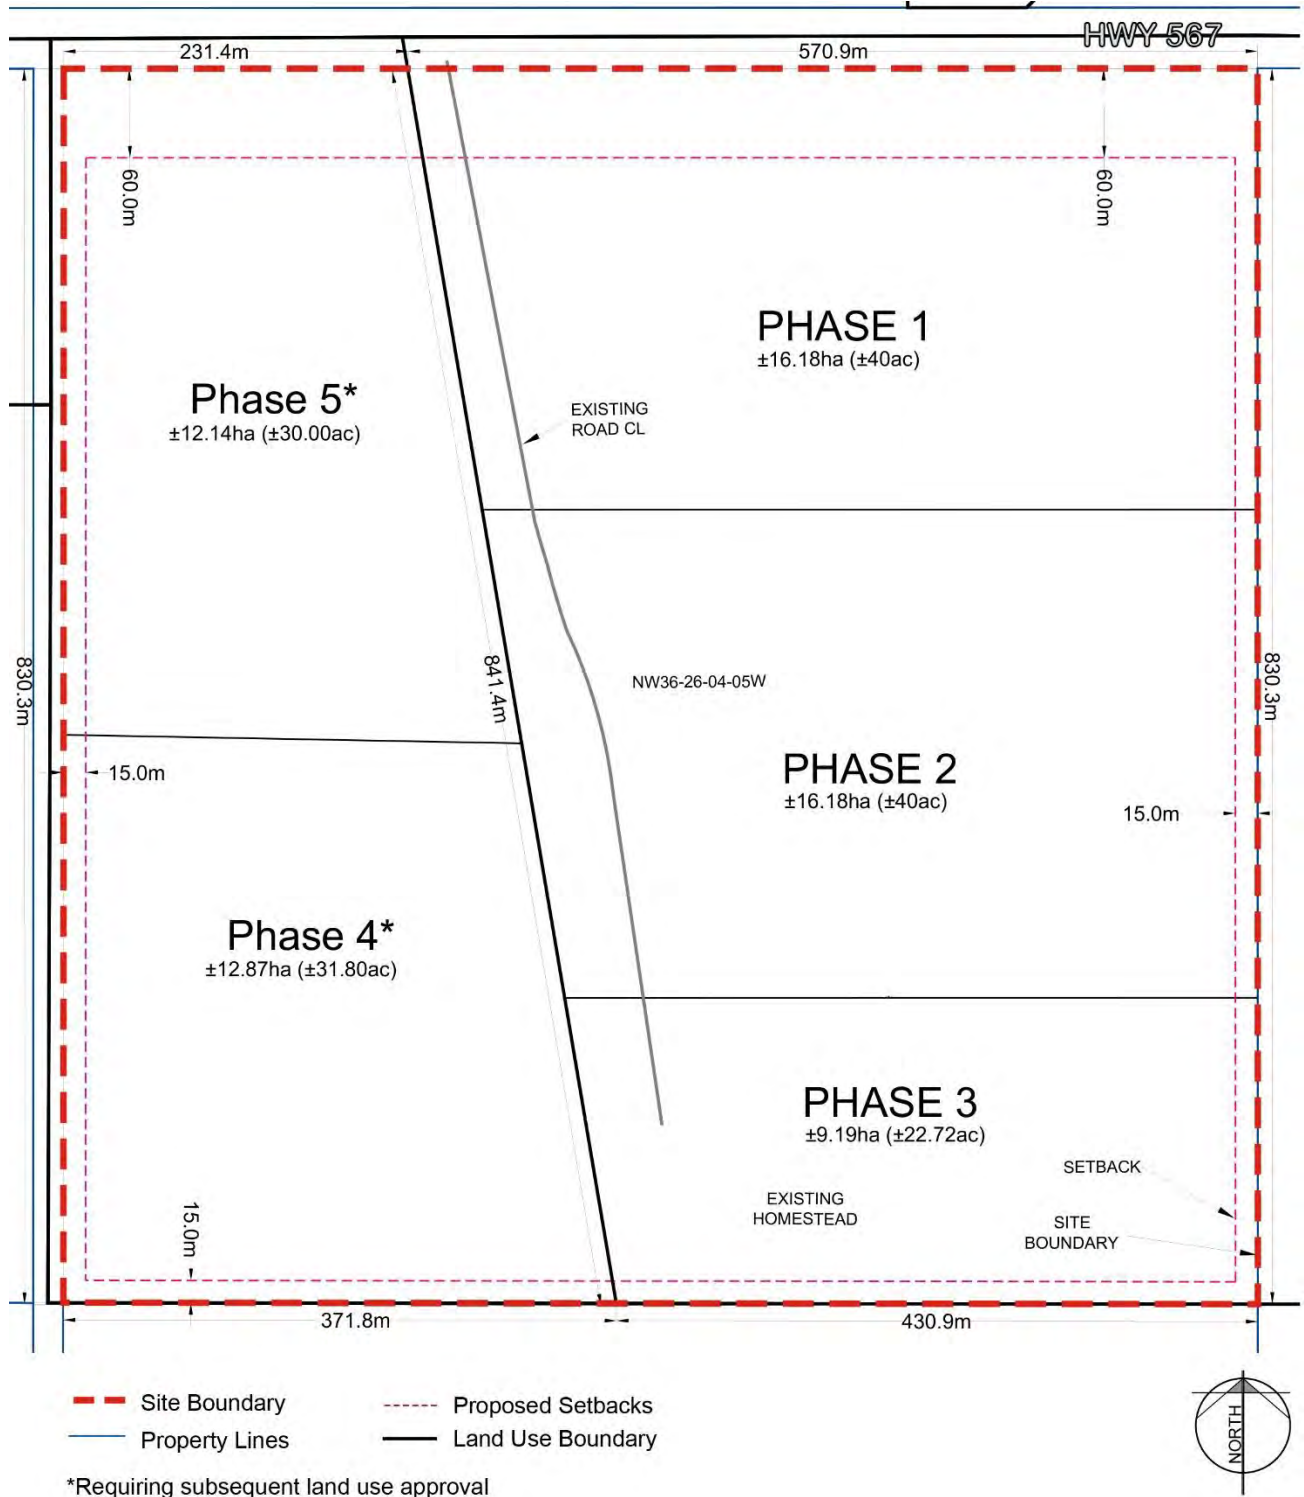 HWY 567
231.4m
570.9m
60.0m
60.0m
PHASE 1
±16.18ha (±40ac)
Phase 5*
±12.14ha (±30.00ac)
EXISTING
ROAD CL
830.3m
841.4m
NW36-26-04-05W
830.3m
15.0m
PHASE 2
±16.18ha (±40ac)
15.0m
Phase 4*
±12.87ha (±31.80ac)
PHASE 3
±9.19ha (±22.72ac)
SETBACK
EXISTING
HOMESTEAD
15.0m
SITE
BOUNDARY
371.8m
430.9m
Site Boundary
Proposed Setbacks
Property Lines
Land Use Boundary
NORTH
*Requiring subsequent land use approval